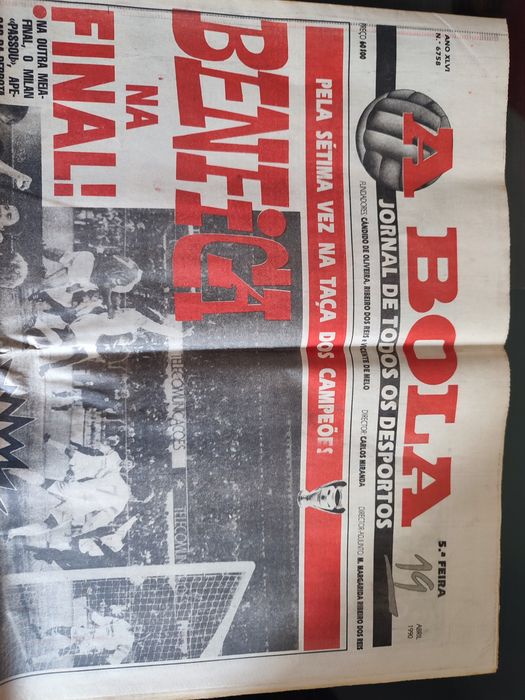 ANO XLVI
N.º 6758
A BOLA
5.ª FEIRA
19
ABRIL
1990
JORNAL DE TODOS OS DESPORTOS
PREÇO 60$00
FUNDADORES: CÂNDIDO DE OLIVEIRA, RIBEIRO DOS REIS e VICENTE DE MELO
DIRECTOR: CARLOS MIRANDA
DIRECTOR-ADJUNTO: M. MARGARIDA RIBEIRO DOS REIS
PELA SÉTIMA VEZ NA TAÇA DOS CAMPEÕES
BENFICA
NA
FINAL!
NA OUTRA MEIA-
FINAL, O MILAN
«PASSOU», APE-
TELECOMUNICAÇÕES